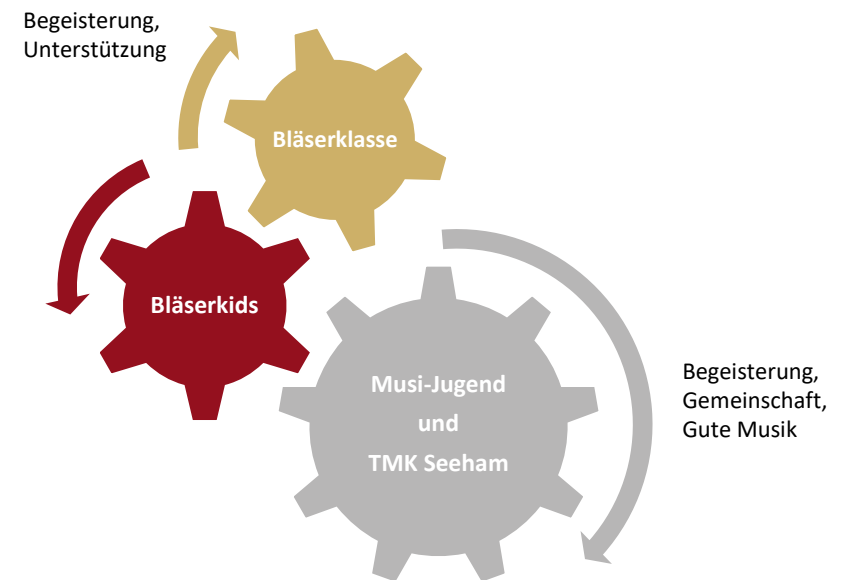 Begeisterung,
Unterstützung
Bläserklasse
Bläserkids
Musi-Jugend
und
TMK Seeham
Begeisterung,
Gemeinschaft,
Gute Musik